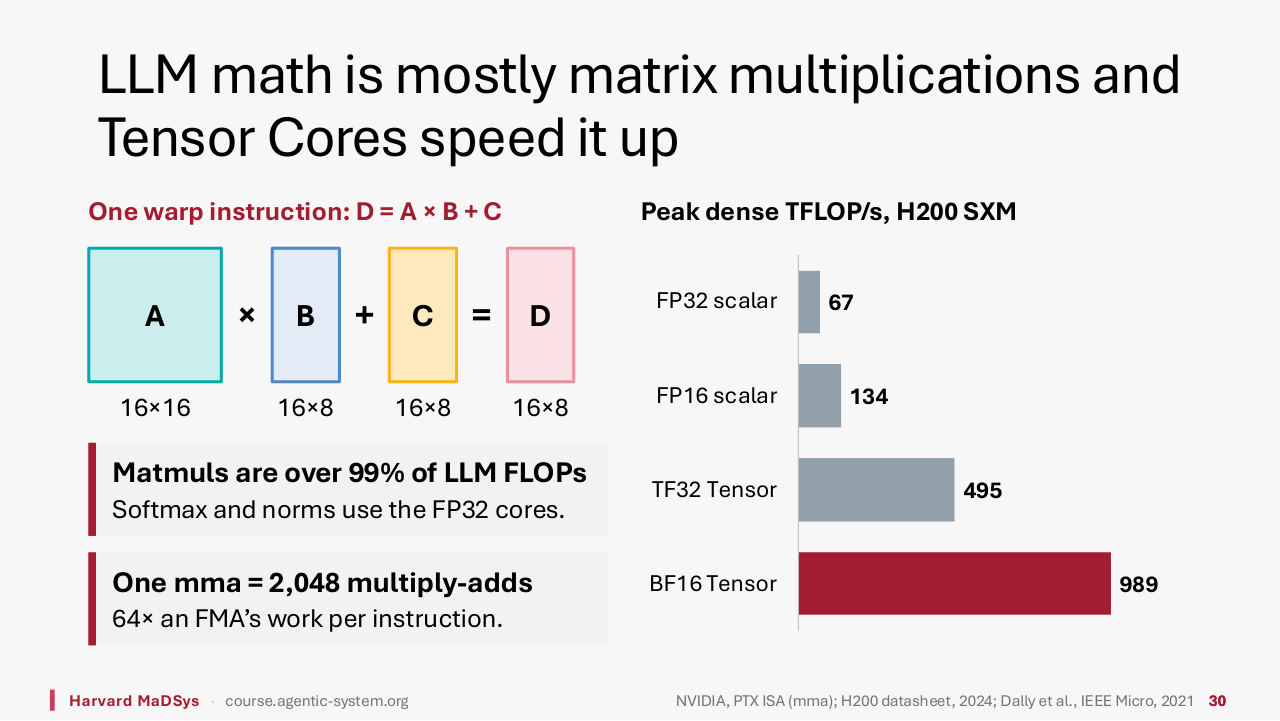 LLM math is mostly matrix multiplications and
Tensor Cores speed it up
One warp instruction: D = A × B + C
A × B + C = D
16×16 16×8 16×8 16×8
Matmuls are over 99% of LLM FLOPs
Softmax and norms use the FP32 cores.
One mma = 2,048 multiply-adds
64× an FMA’s work per instruction.
Peak dense TFLOP/s, H200 SXM
FP32 scalar 67
FP16 scalar 134
TF32 Tensor 495
BF16 Tensor 989
Harvard MaDSys · course.agentic-system.org
NVIDIA, PTX ISA (mma); H200 datasheet, 2024; Dally et al., IEEE Micro, 2021 30